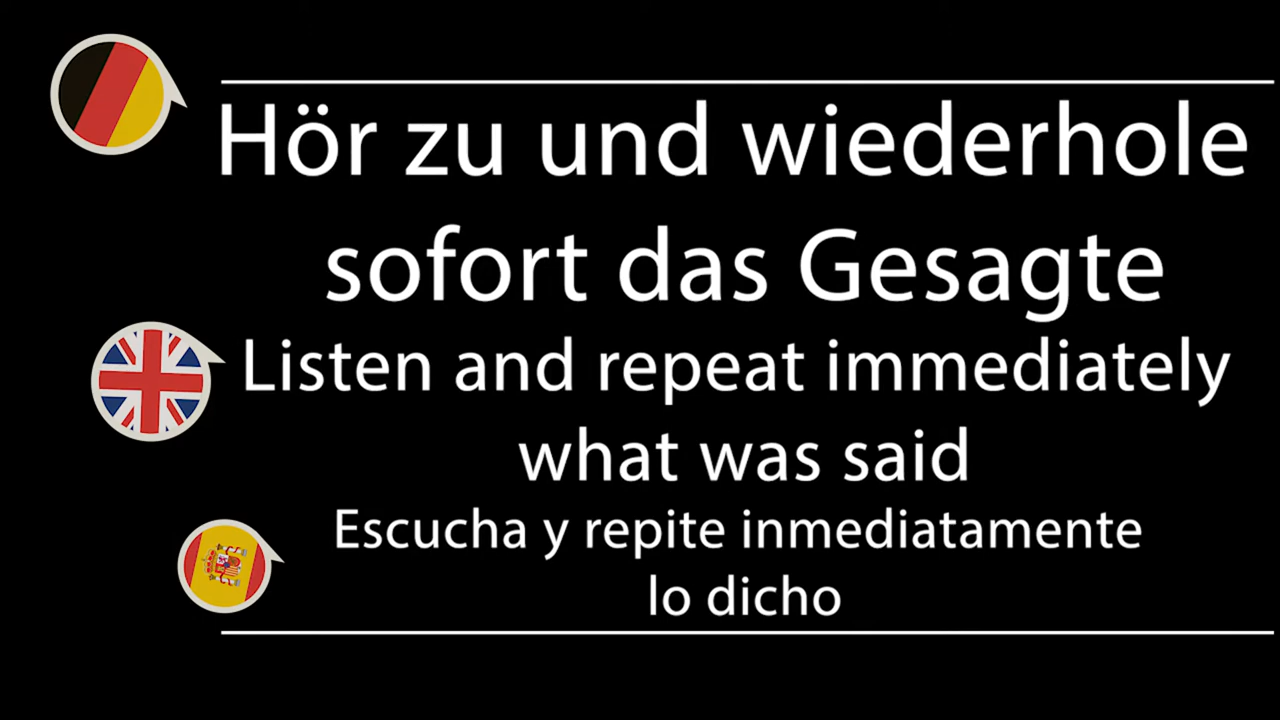 Hör zu und wiederhole
sofort das Gesagte
Listen and repeat immediately
what was said
Escucha y repite inmediatamente
lo dicho